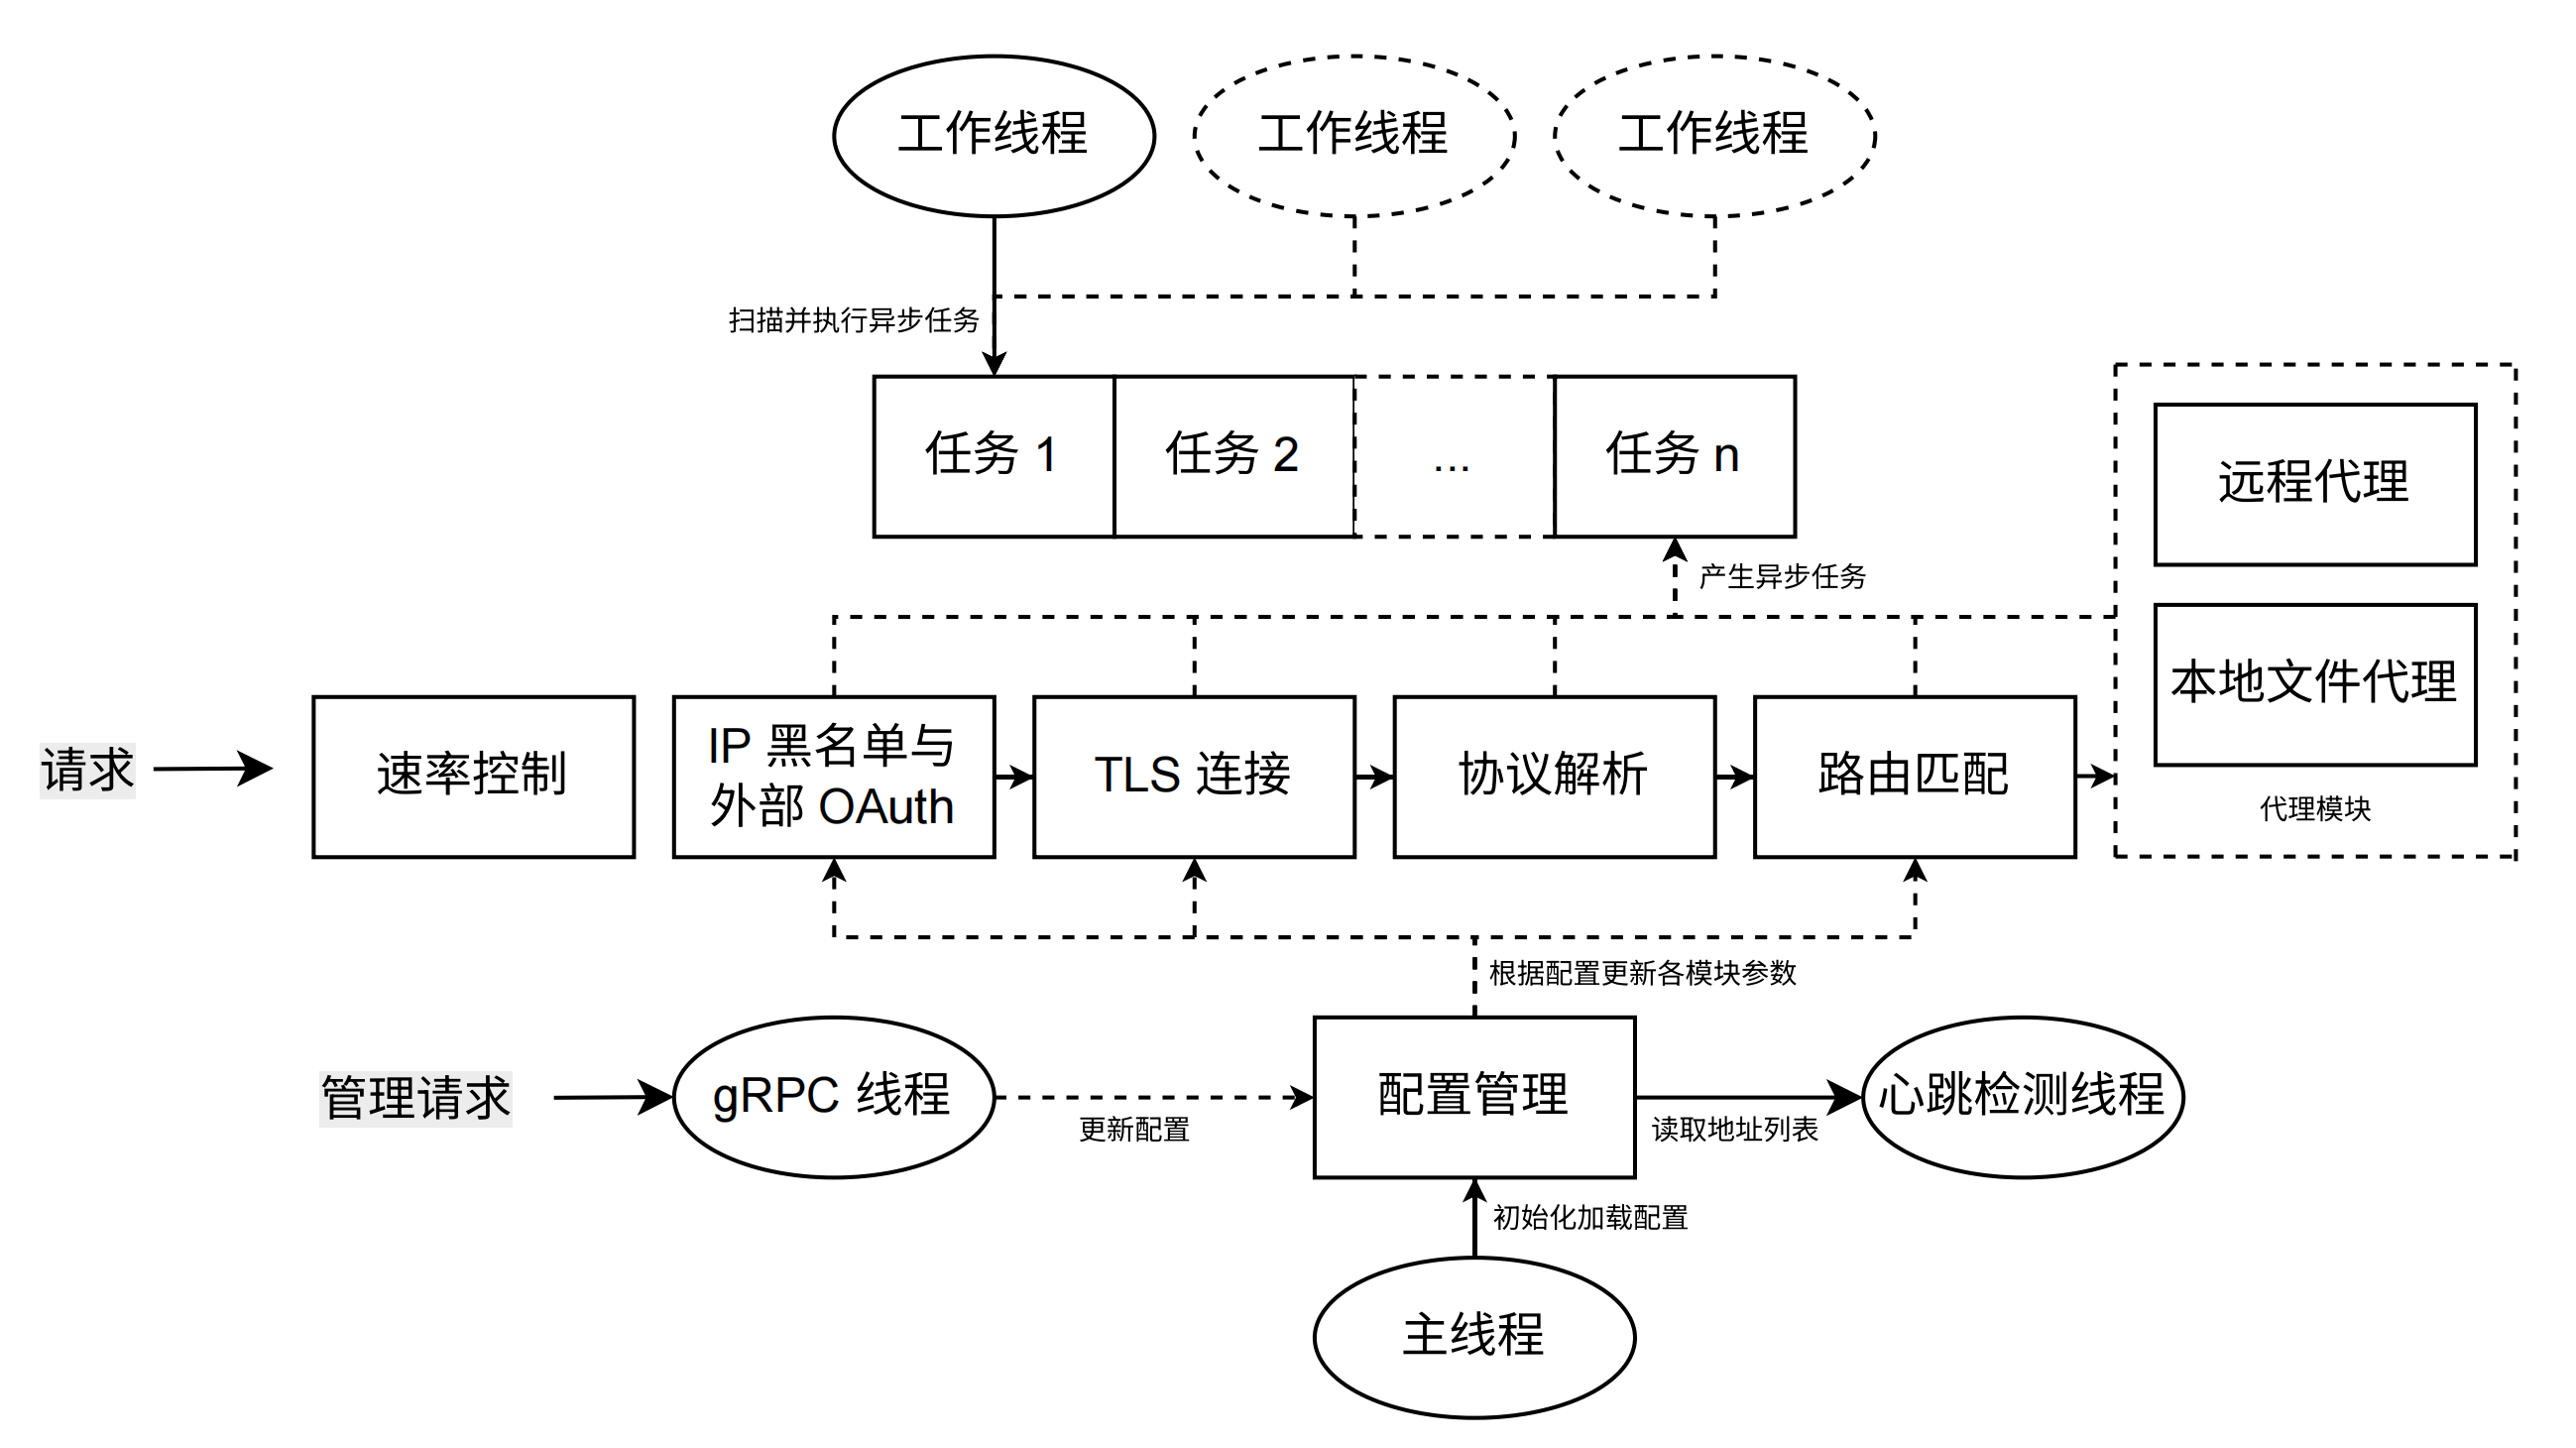 工作线程
工作线程
工作线程
扫描并执行异步任务
任务 1
任务 2
...
任务 n
远程代理
产生异步任务
本地文件代理
代理模块
请求
速率控制
IP 黑名单与
外部 OAuth
TLS 连接
协议解析
路由匹配
根据配置更新各模块参数
管理请求
gRPC 线程
更新配置
配置管理
读取地址列表
心跳检测线程
初始化加载配置
主线程